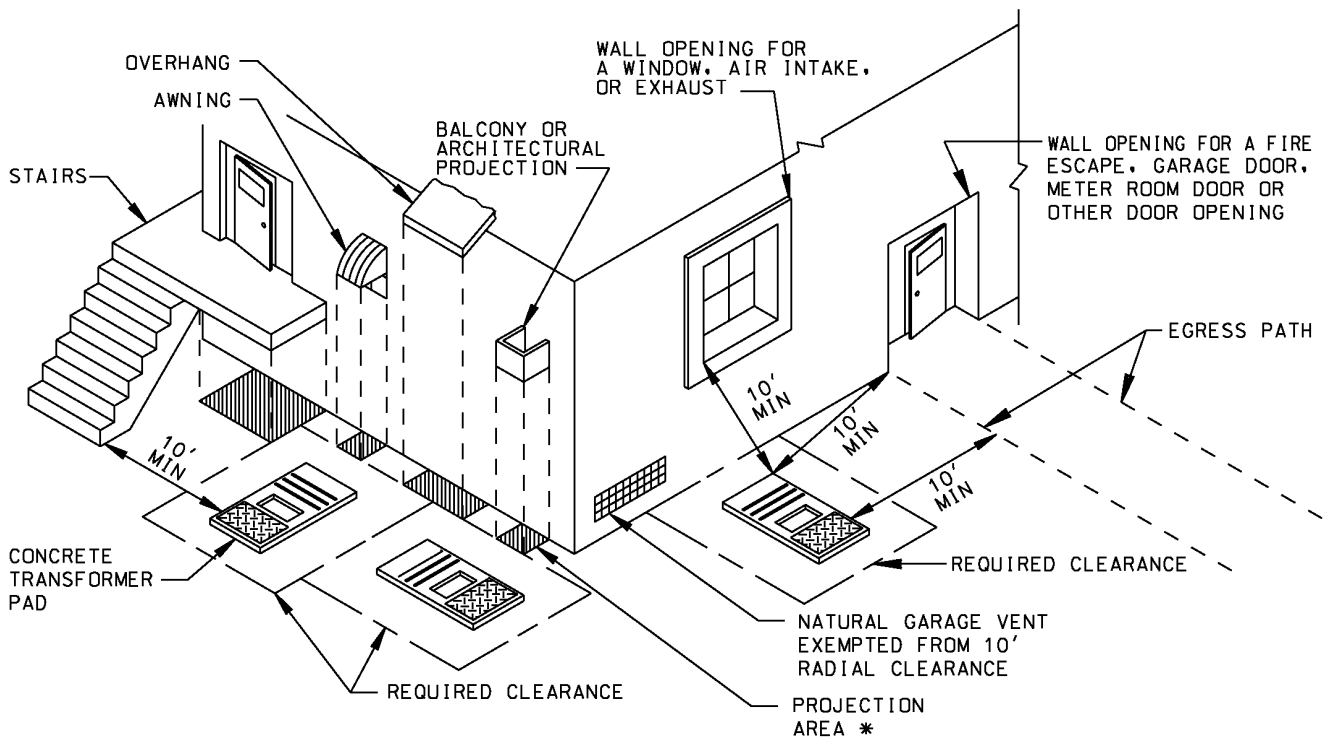 OVERHANG
AWNING
STAIRS
BALCONY OR
ARCHITECTURAL
PROJECTION
WALL OPENING FOR
A WINDOW, AIR INTAKE,
OR EXHAUST
WALL OPENING FOR A FIRE
ESCAPE, GARAGE DOOR,
METER ROOM DOOR OR
OTHER DOOR OPENING
EGRESS PATH
10'
MIN
10'
MIN
10'
MIN
10'
MIN
CONCRETE
TRANSFORMER
PAD
REQUIRED CLEARANCE
NATURAL GARAGE VENT
EXEMPTED FROM 10'
RADIAL CLEARANCE
REQUIRED CLEARANCE
PROJECTION
AREA *